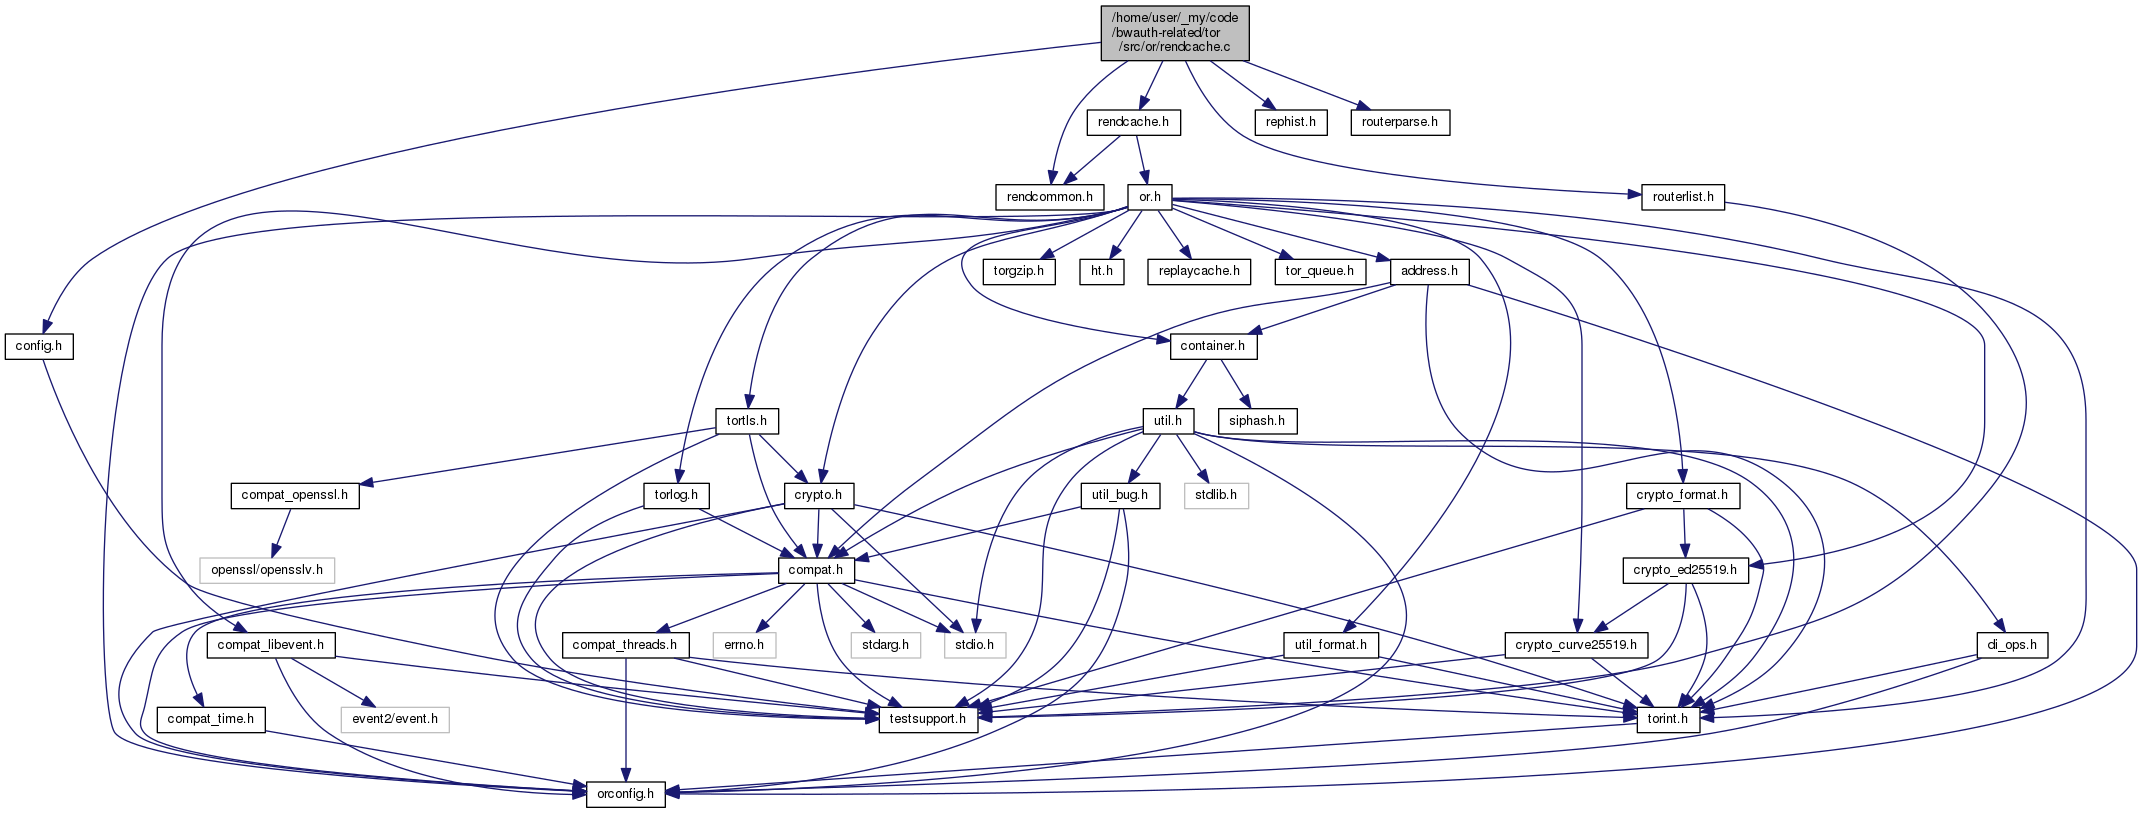 /home/user/_my/code
/bwauth-related/tor
/src/or/rendcache.c
rendcache.h
rephist.h
routerparse.h
rendcommon.h
or.h
routerlist.h
torgzip.h
ht.h
replaycache.h
tor_queue.h
address.h
config.h
container.h
tortls.h
util.h
siphash.h
compat_openssl.h
torlog.h
crypto.h
util_bug.h
stdlib.h
crypto_format.h
openssl/opensslv.h
compat.h
crypto_ed25519.h
compat_libevent.h
compat_threads.h
errno.h
stdarg.h
stdio.h
util_format.h
crypto_curve25519.h
di_ops.h
compat_time.h
event2/event.h
testsupport.h
torint.h
orconfig.h